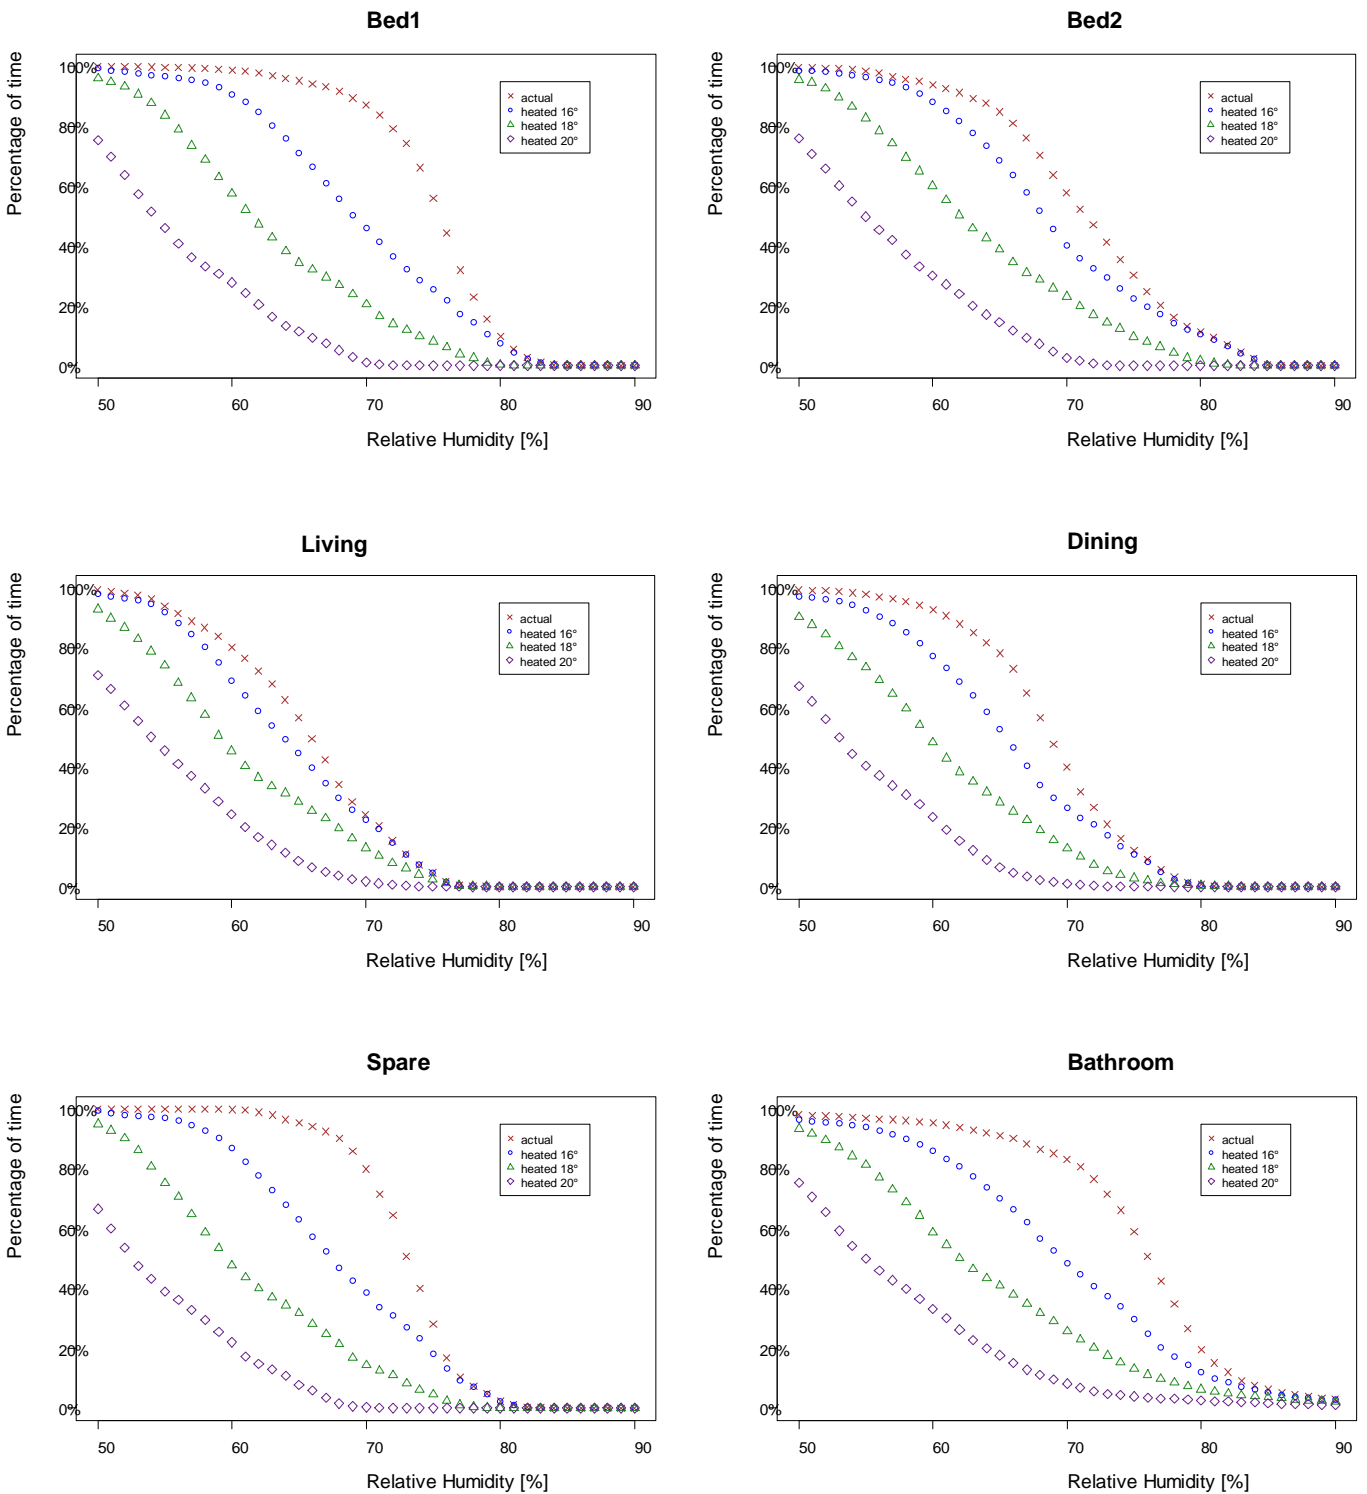 Bed1
Percentage of time
100%
80%
60%
40%
20%
0%
actual
heated 16°
heated 18°
heated 20°
50 60 70 80 90
Relative Humidity [%]
Bed2
Percentage of time
100%
80%
60%
40%
20%
0%
actual
heated 16°
heated 18°
heated 20°
50 60 70 80 90
Relative Humidity [%]
Living
Percentage of time
100%
80%
60%
40%
20%
0%
actual
heated 16°
heated 18°
heated 20°
50 60 70 80 90
Relative Humidity [%]
Dining
Percentage of time
100%
80%
60%
40%
20%
0%
actual
heated 16°
heated 18°
heated 20°
50 60 70 80 90
Relative Humidity [%]
Spare
Percentage of time
100%
80%
60%
40%
20%
0%
actual
heated 16°
heated 18°
heated 20°
50 60 70 80 90
Relative Humidity [%]
Bathroom
Percentage of time
100%
80%
60%
40%
20%
0%
actual
heated 16°
heated 18°
heated 20°
50 60 70 80 90
Relative Humidity [%]